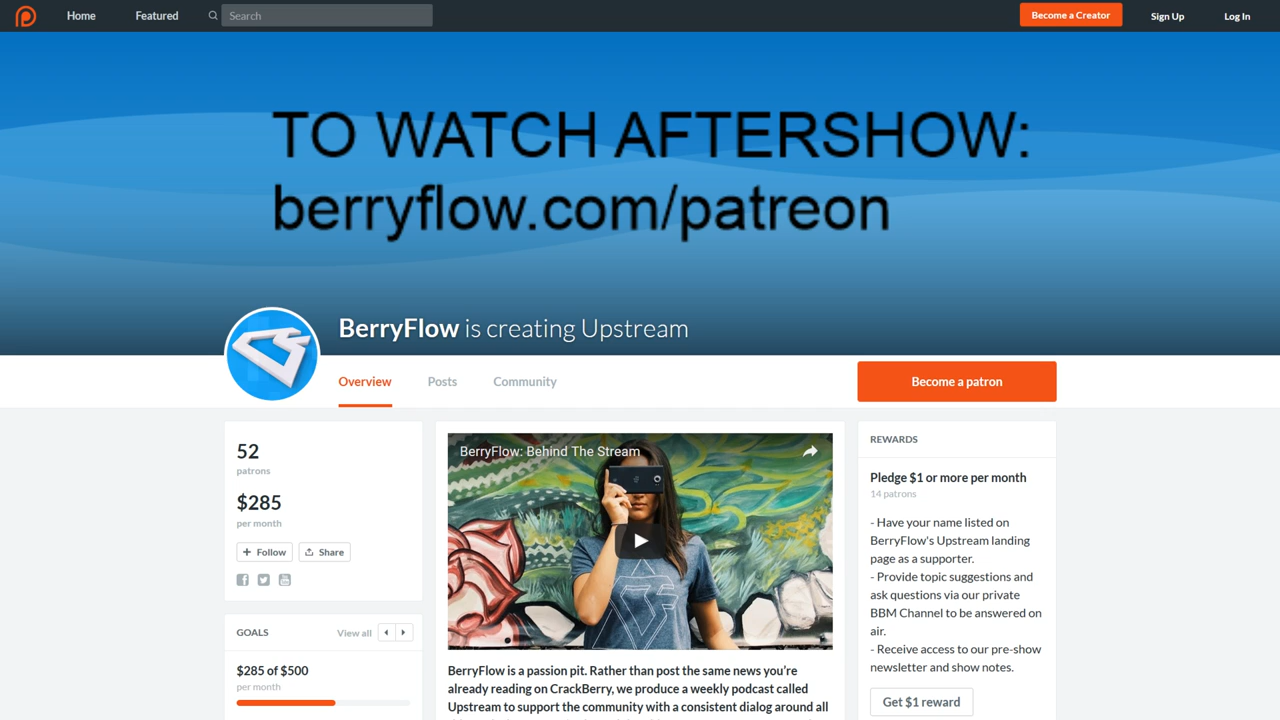 Home
Featured
Search
Become a Creator
Sign Up
Log In
TO WATCH AFTERSHOW:
berryflow.com/patreon
BerryFlow is creating Upstream
Overview
Posts
Community
Become a patron
52
patrons
$285
per month
+ Follow
Share
GOALS
View all
$285 of $500
per month
BerryFlow: Behind The Stream
BerryFlow is a passion pit. Rather than post the same news you're
already reading on CrackBerry, we produce a weekly podcast called
Upstream to support the community with a consistent dialog around all
REWARDS
Pledge $1 or more per month
14 patrons
- Have your name listed on
BerryFlow's Upstream landing
page as a supporter.
- Provide topic suggestions and
ask questions via our private
BBM Channel to be answered on
air.
- Receive access to our pre-show
newsletter and show notes.
Get $1 reward